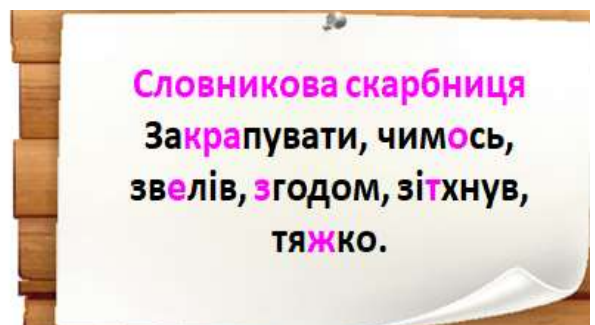 Словникова скарбниця
Закрапувати, чимось,
звелів, згодом, зітхнув,
тяжко.